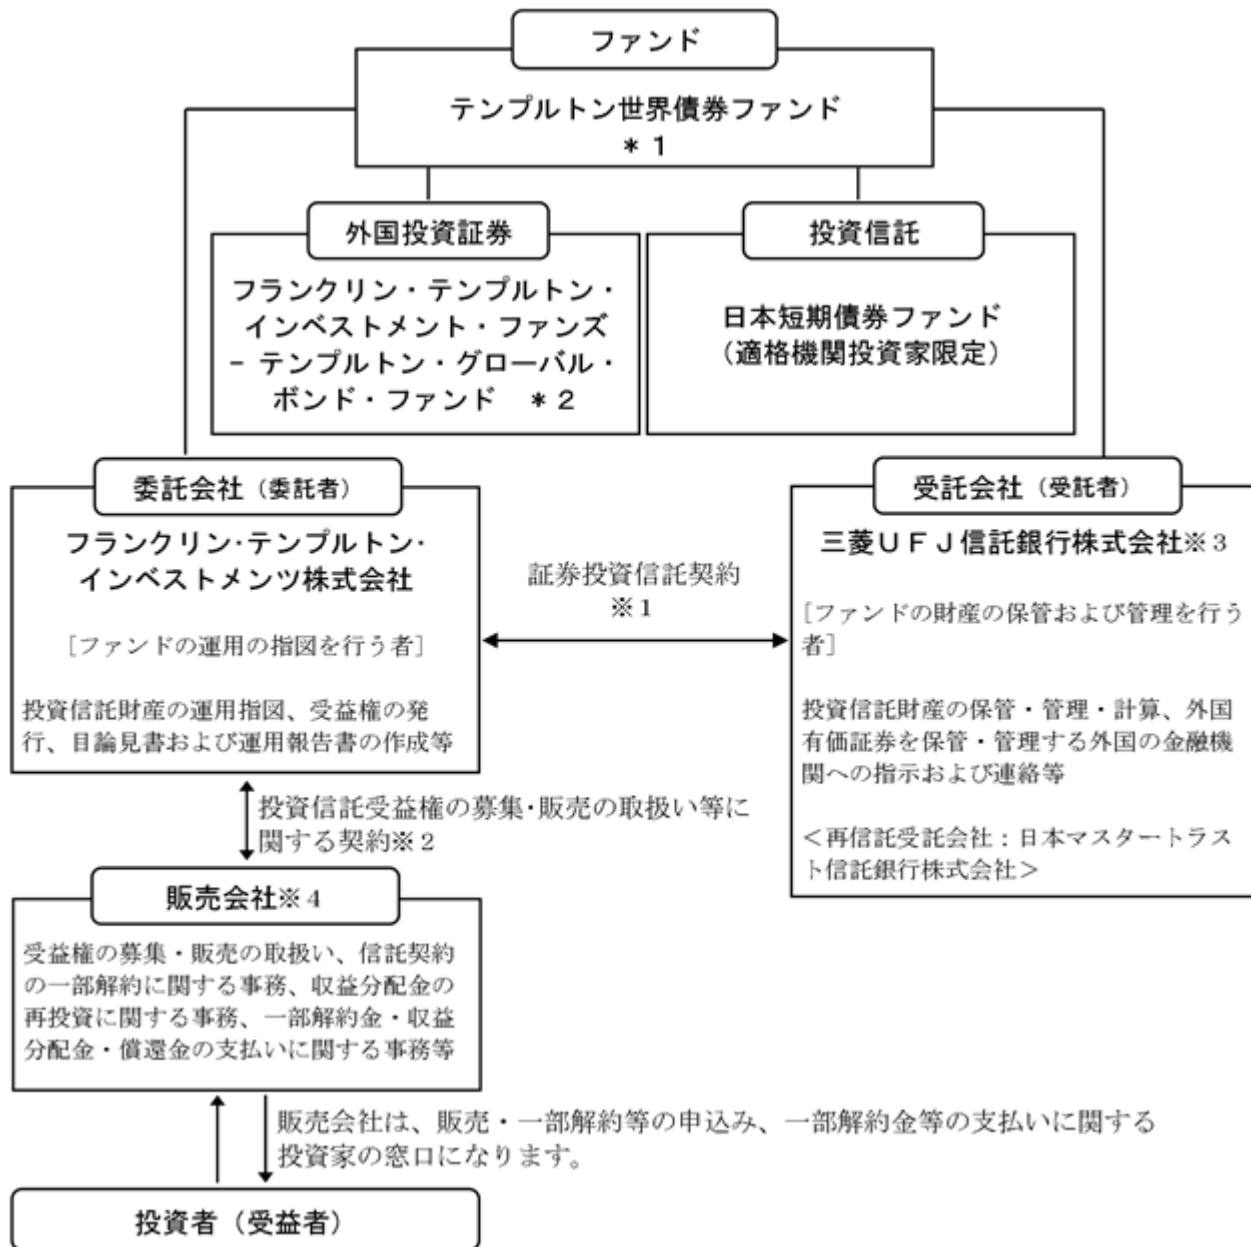 ファンド
テンプルトン世界債券ファンド
＊１
外国投資証券
フランクリン・テンプルトン・
インベストメント・ファンズ
－テンプルトン・グローバル・
ボンド・ファンド　＊２
投資信託
日本短期債券ファンド
（適格機関投資家限定）
委託会社（委託者）
フランクリン・テンプルトン・
インベストメンツ株式会社
［ファンドの運用の指図を行う者］
投資信託財産の運用指図、受益権の発
行、目論見書および運用報告書の作成等
証券投資信託契約
※１
受託会社（受託者）
三菱ＵＦＪ信託銀行株式会社※３
［ファンドの財産の保管および管理を行う
者］
投資信託財産の保管・管理・計算、外国
有価証券を保管・管理する外国の金融機
関への指示および連絡等
＜再信託受託会社：日本マスタートラス
ト信託銀行株式会社＞
投資信託受益権の募集・販売の取扱い等に
関する契約※２
販売会社※４
受益権の募集・販売の取扱い、信託契約
の一部解約に関する事務、収益分配金の
再投資に関する事務、一部解約金・収益
分配金・償還金の支払いに関する事務等
販売会社は、販売・一部解約等の申込み、一部解約金等の支払いに関する
投資家の窓口になります。
投資者（受益者）